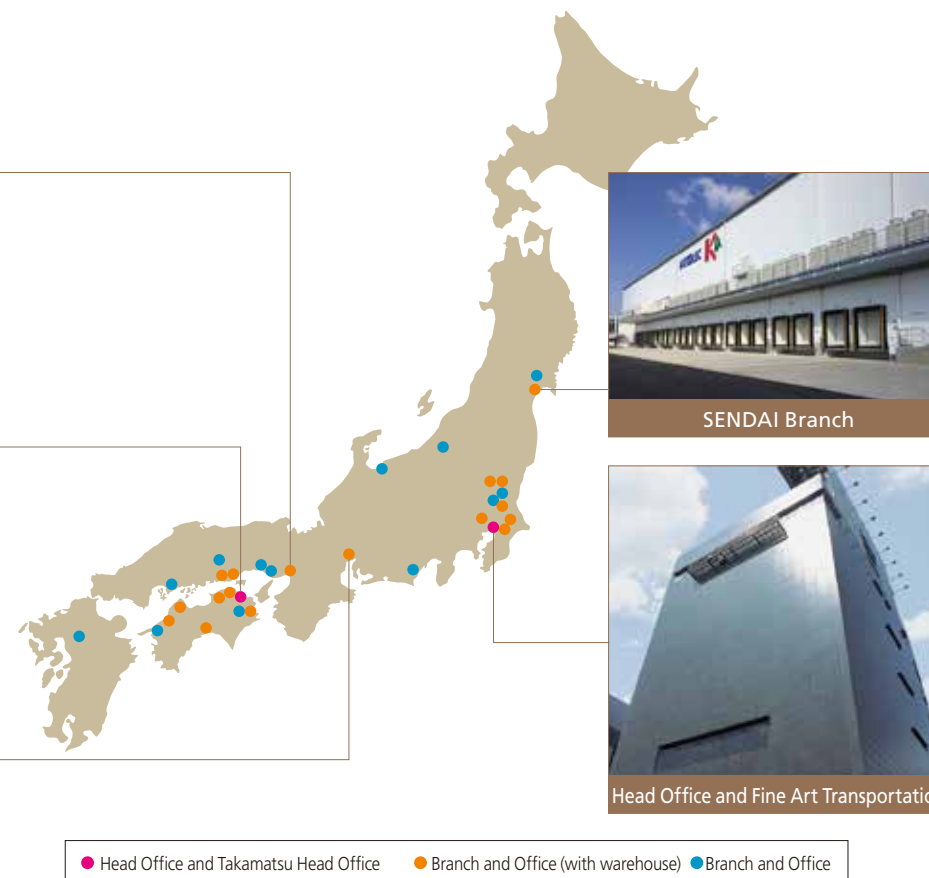 SENDAI Branch
Head Office and Fine Art Transportatio
Head Office and Takamatsu Head Office
Branch and Office (with warehouse)
Branch and Office